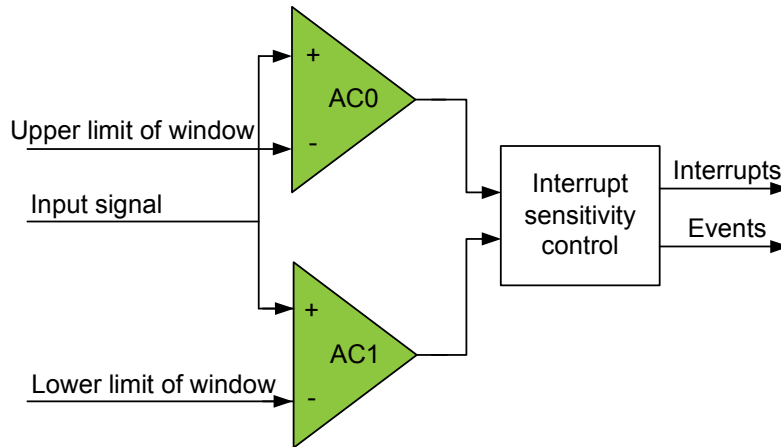 +
AC0
-
Upper limit of window
Input signal
Interrupt
sensitivity
control
Interrupts
Events
+
AC1
-
Lower limit of window